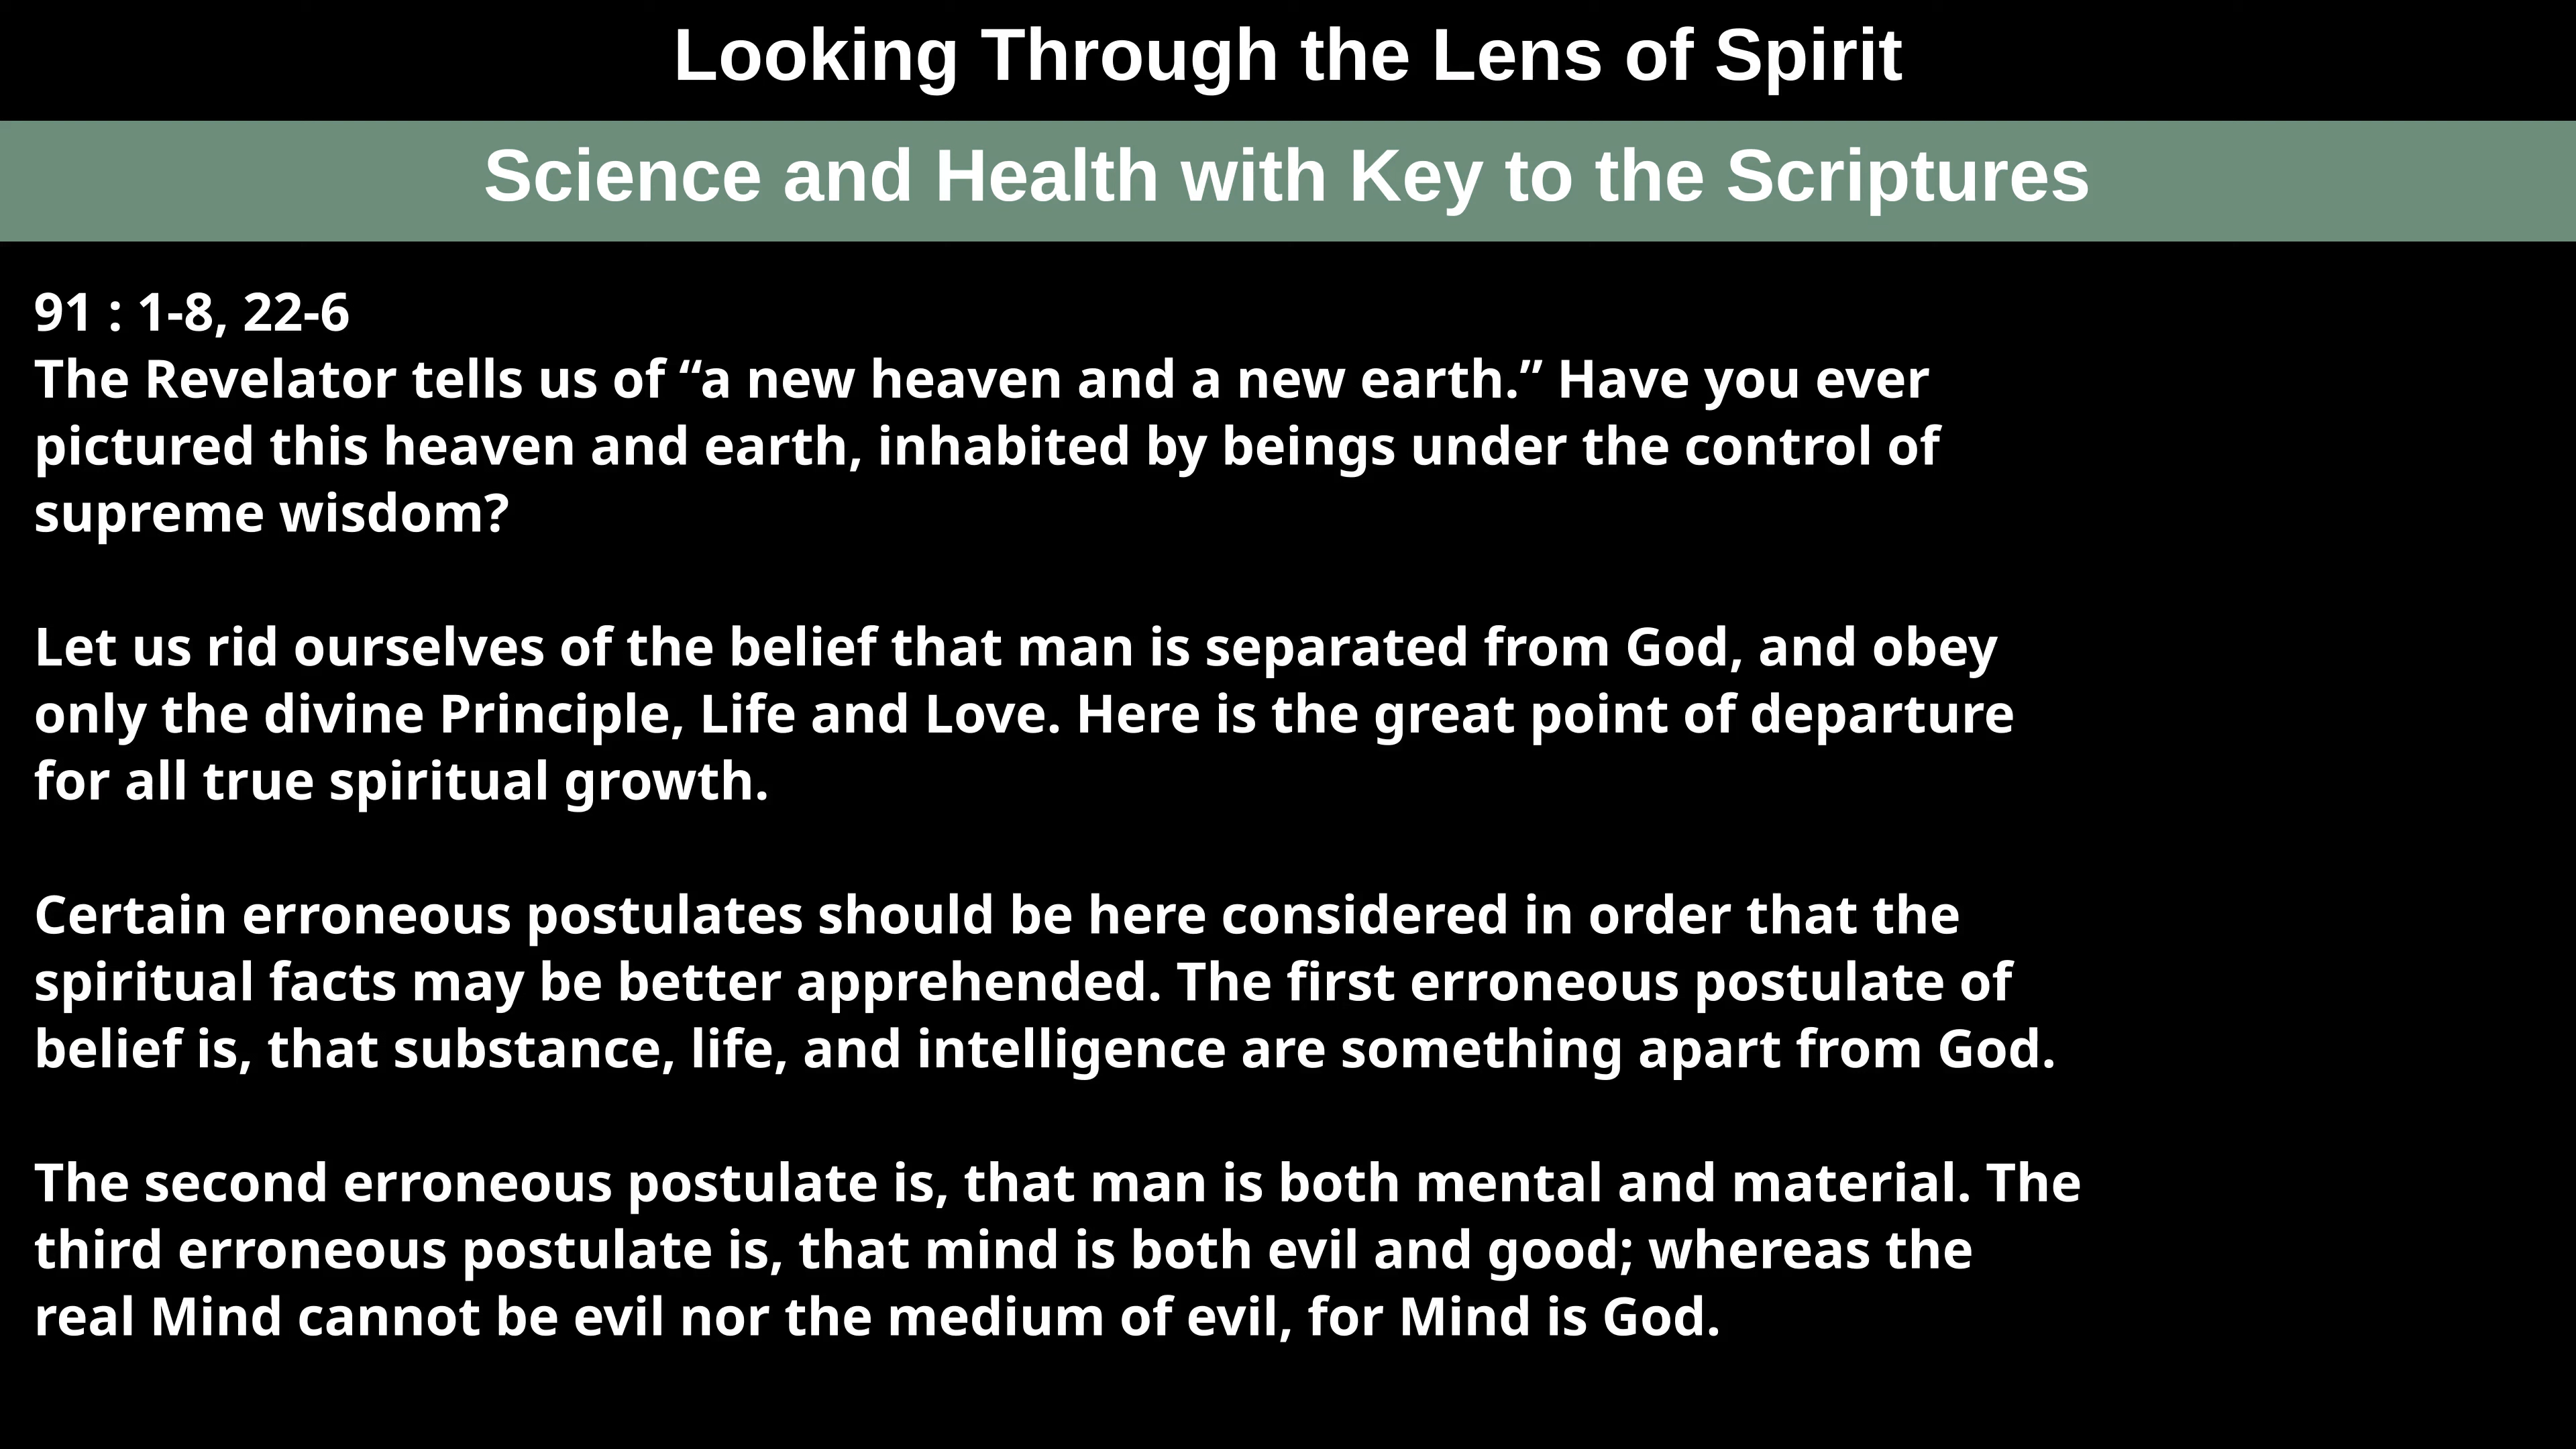 Looking Through the Lens of Spirit
Science and Health with Key to the Scriptures
91 : 1-8, 22-6
The Revelator tells us of “a new heaven and a new earth.” Have you ever
pictured this heaven and earth, inhabited by beings under the control of
supreme wisdom?
Let us rid ourselves of the belief that man is separated from God, and obey
only the divine Principle, Life and Love. Here is the great point of departure
for all true spiritual growth.
Certain erroneous postulates should be here considered in order that the
spiritual facts may be better apprehended. The first erroneous postulate of
belief is, that substance, life, and intelligence are something apart from God.
The second erroneous postulate is, that man is both mental and material. The
third erroneous postulate is, that mind is both evil and good; whereas the
real Mind cannot be evil nor the medium of evil, for Mind is God.